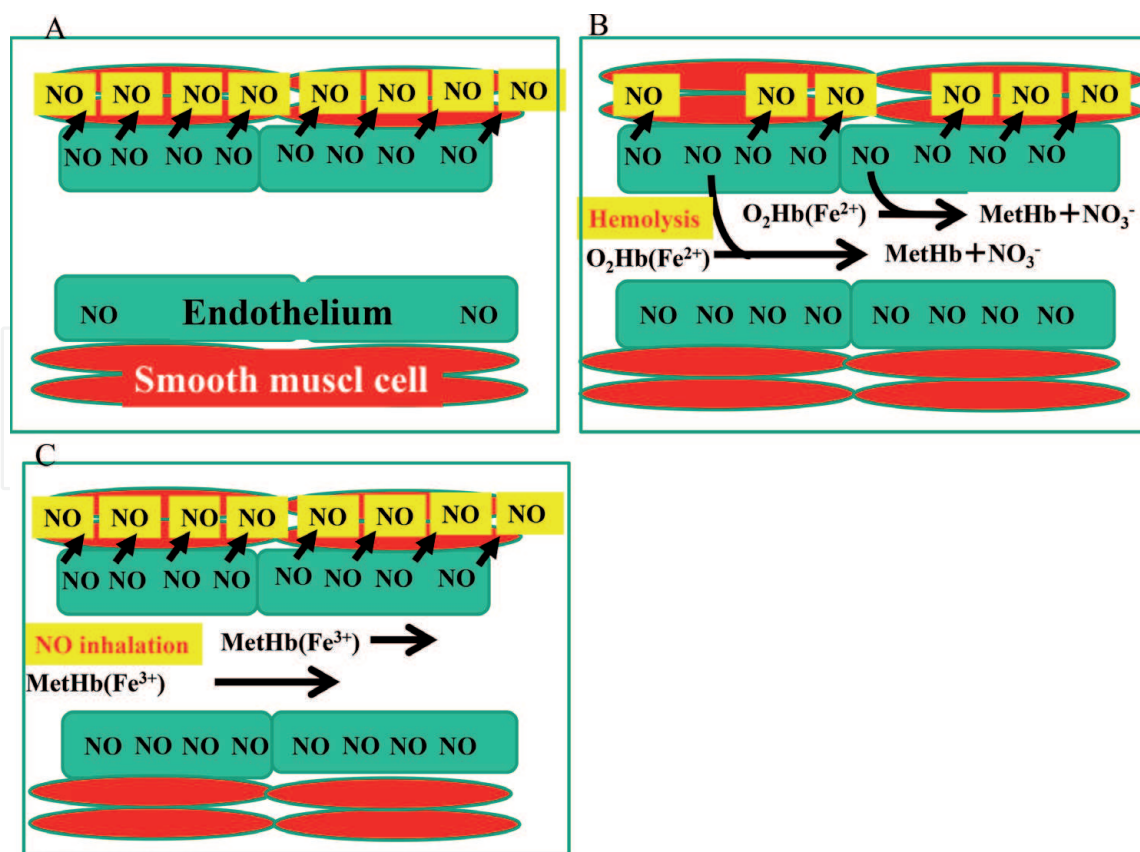 A
NO NO NO NO NO NO NO NO
NO NO NO NO NO NO NO NO
NO Endothelium NO
Smooth muscl cell
B
NO NO NO NO NO NO
NO NO NO NO NO NO NO NO
O₂Hb(Fe²⁺) MetHb+NO₃⁻
Hemolysis
O₂Hb(Fe²⁺) MetHb+NO₃⁻
NO NO NO NO NO NO NO NO
C
NO NO NO NO NO NO NO NO
NO NO NO NO NO NO NO NO
NO inhalation MetHb(Fe³⁺)
MetHb(Fe³⁺)
NO NO NO NO NO NO NO NO